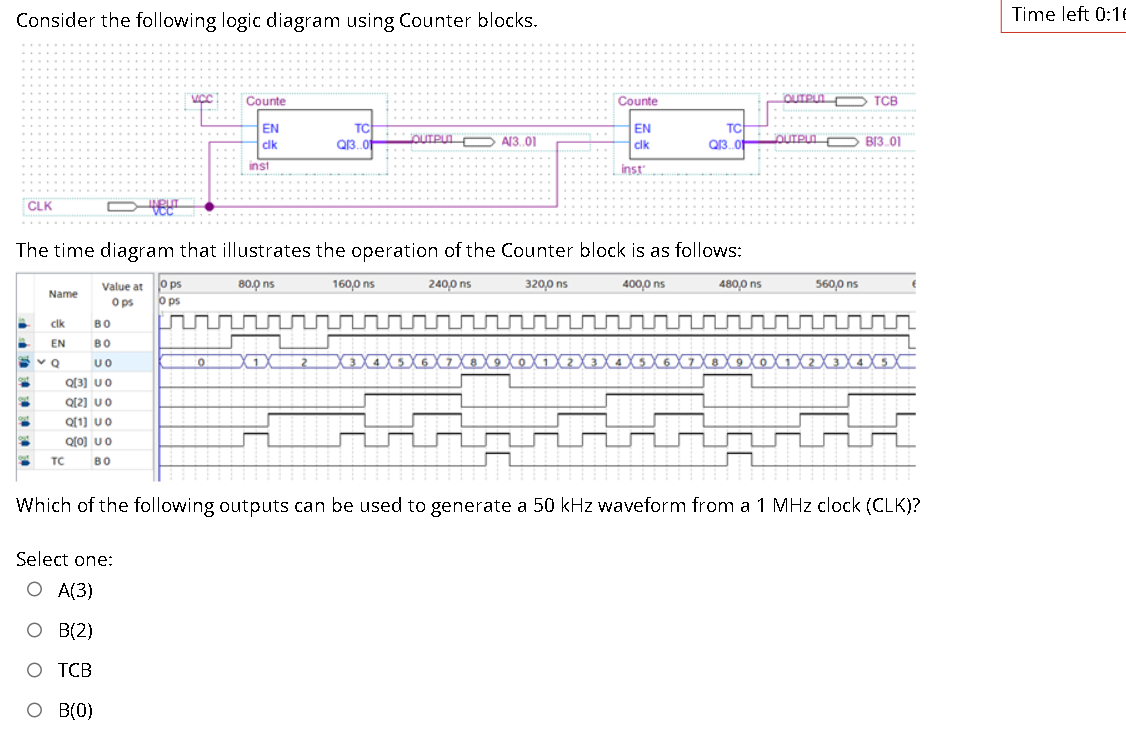 Consider the following logic diagram using Counter blocks.
Time left 0:16
VCC
Counte
EN
TC
clk
Q[3..0]
inst
OUTPUT
A[3..0]
Counte
EN
TC
clk
Q[3..0]
inst
OUTPUT
TCB
OUTPUT
B[3..0]
CLK
INPUT
VCC
The time diagram that illustrates the operation of the Counter block is as follows:
Name
Value at
0 ps
0 ps 80,0 ns 160,0 ns 240,0 ns 320,0 ns 400,0 ns 480,0 ns 560,0 ns
0 ps
clk B 0
EN B 0
Q U 0 0 1 2 3 4 5 6 7 8 9 0 1 2 3 4 5 6 7 8 9 0 1 2 3 4 5
Q[3] U 0
Q[2] U 0
Q[1] U 0
Q[0] U 0
TC B 0
Which of the following outputs can be used to generate a 50 kHz waveform from a 1 MHz clock (CLK)?
Select one:
A(3)
B(2)
TCB
B(0)